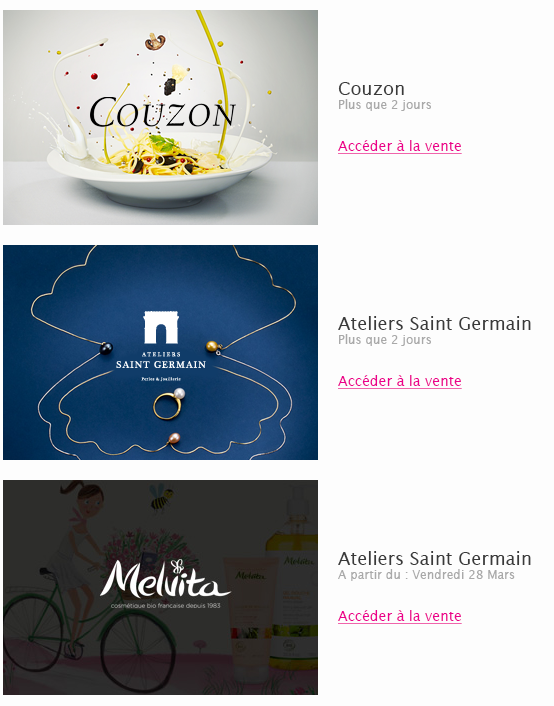 COUZON
Couzon
Plus que 2 jours
Accéder à la vente
ATELIERS
SAINT GERMAIN
Perles & Joaillerie
Ateliers Saint Germain
Plus que 2 jours
Accéder à la vente
Melvita
cosmétique bio francaise depuis 1983
Melvita
Melvita
Ateliers Saint Germain
A partir du : Vendredi 28 Mars
Accéder à la vente